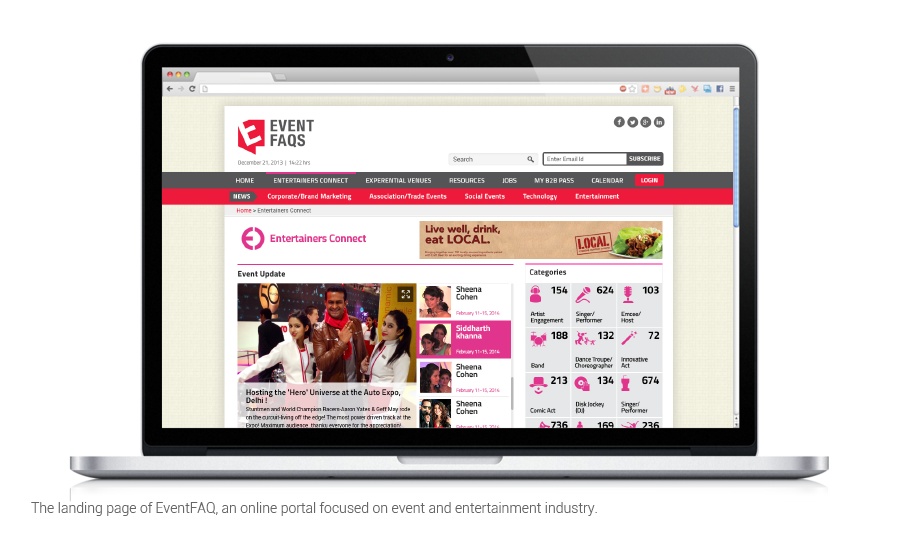 EVENT
FAQS
December 21, 2013 | 14:22 hrs
Search
Enter Email Id
SUBSCRIBE
HOME ENTERTAINERS CONNECT EXPERENTIAL VENUES RESOURCES JOBS MY B2B PASS CALENDAR LOGIN
NEWS Corporate/Brand Marketing Association/Trade Events Social Events Technology Entertainment
Home » Entertainers Connect
Entertainers Connect
Live well, drink,
eat LOCAL.
LOCAL
Event Update
50
Hosting the 'Hero' Universe at the Auto Expo,
Delhi !
Stuntmen and World Champion Racers-Aaron Yates & Geff May rode
on the curcurl-living off the edge! The most power driven track at the
Expo! Maximum audience, thanku everyone for the appreciation!
Sheena
Cohen
February 11-15, 2014
Siddharth
khanna
February 11-15, 2014
Sheena
Cohen
February 11-15, 2014
Sheena
Cohen
Categories
154
Artist
Engagement
624
Singer/
Performer
103
Emcee/
Host
188
Band
132
Dance Troupe/
Choreographer
72
Innovative
Act
213
Comic Act
134
Disk Jockey
(DJ)
674
Singer/
Performer
736
169
236
The landing page of EventFAQ, an online portal focused on event and entertainment industry.